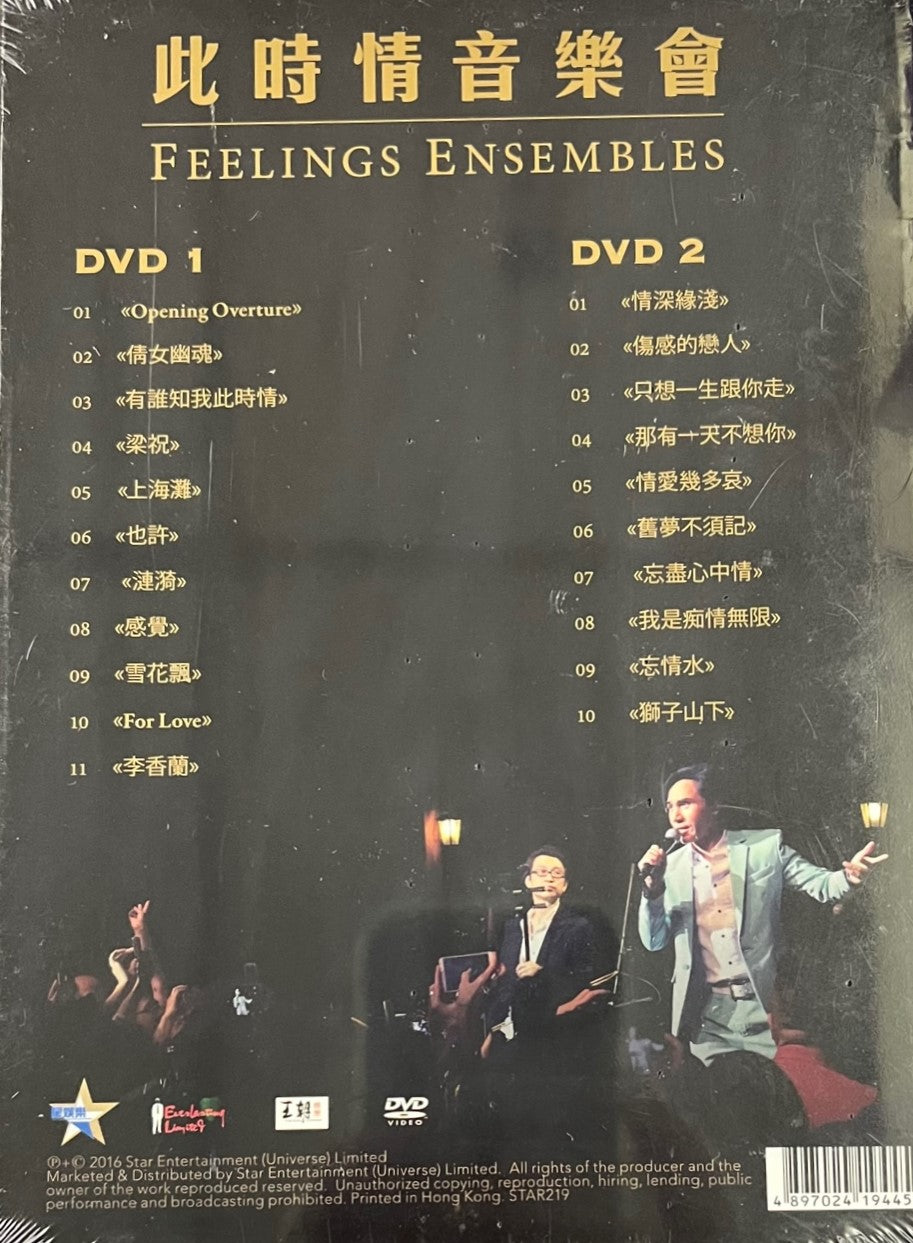 此時情音樂會
FEELINGS ENSEMBLES
DVD 1
01 «Opening Overture»
02 «倩女幽魂»
03 «有誰知我此時情»
04 «梁祝»
05 «上海灘»
06 «也許»
07 «漣漪»
08 «感覺»
09 «雪花飄»
10 «For Love»
11 «李香蘭»
DVD 2
01 «情深緣淺»
02 «傷感的戀人»
03 «只想一生跟你走»
04 «那有一天不想你»
05 «情愛幾多哀»
06 «舊夢不須記»
07 «忘盡心中情»
08 «我是痴情無限»
09 «忘情水»
10 «獅子山下»
星娛樂
Everlasting
Limited
王朝
DVD
VIDEO
℗+© 2016 Star Entertainment (Universe) Limited
Marketed & Distributed by Star Entertainment (Universe) Limited. All rights of the producer and the
owner of the work reproduced reserved. Unauthorized copying, reproduction, hiring, lending, public
performance and broadcasting prohibited. Printed in Hong Kong. STAR219
4 897024 19445